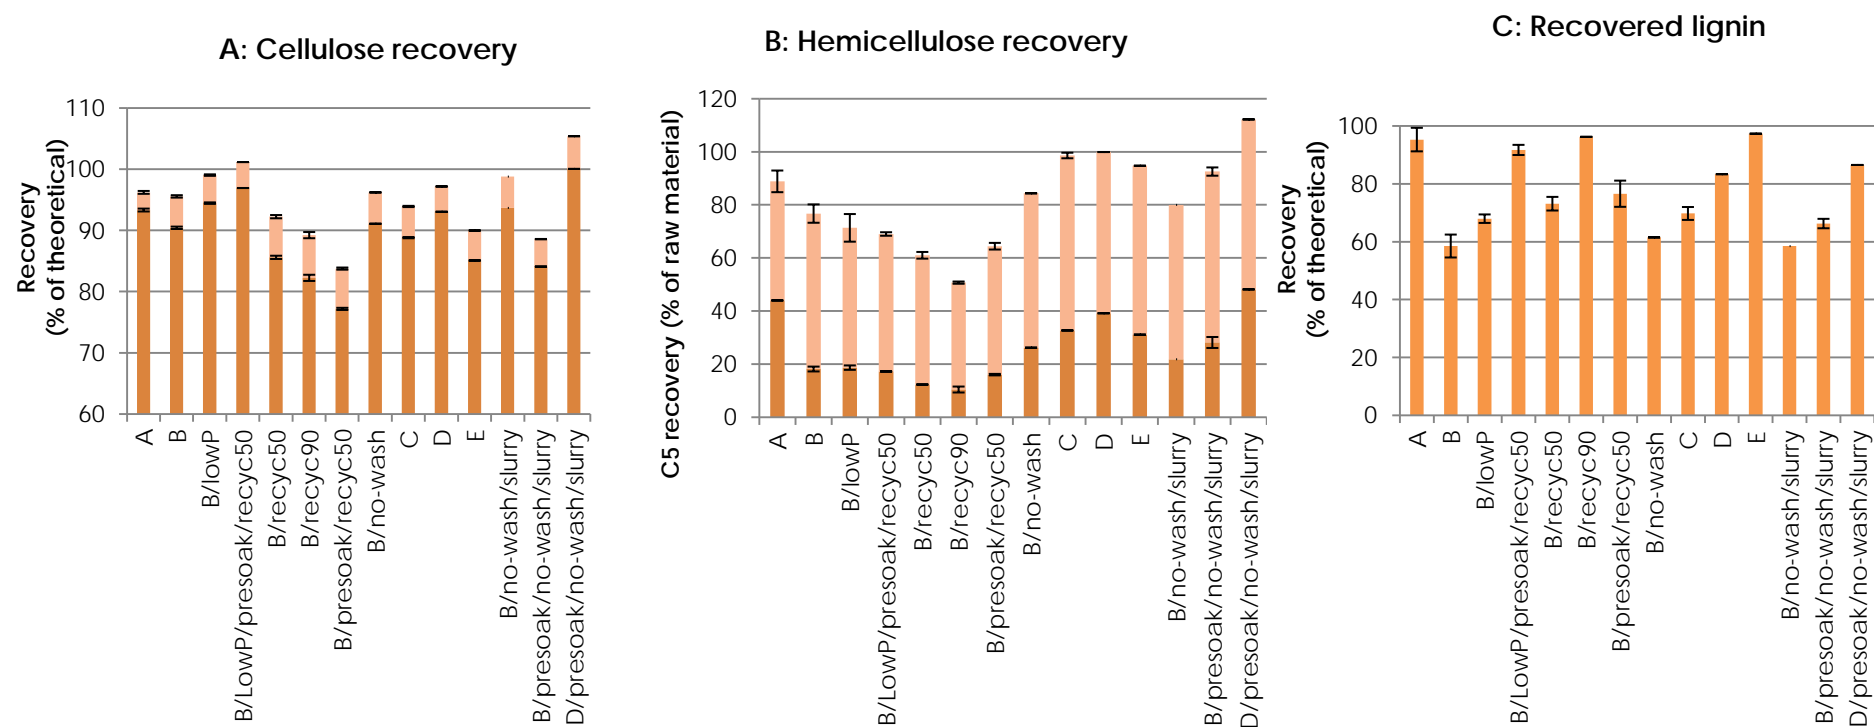 A: Cellulose recovery
Recovery
(% of theoretical)
110
100
90
80
70
60
A
B
B/lowP
B/LowP/presoak/recyc50
B/recyc50
B/recyc90
B/presoak/recyc50
B/no-wash
C
D
E
B/no-wash/slurry
B/presoak/no-wash/slurry
D/presoak/no-wash/slurry
B: Hemicellulose recovery
C5 recovery (% of raw material)
120
100
80
60
40
20
0
A
B
B/lowP
B/LowP/presoak/recyc50
B/recyc50
B/recyc90
B/presoak/recyc50
B/no-wash
C
D
E
B/no-wash/slurry
B/presoak/no-wash/slurry
D/presoak/no-wash/slurry
C: Recovered lignin
Recovery
(% of theoretical)
100
80
60
40
20
0
A
B
B/lowP
B/LowP/presoak/recyc50
B/recyc50
B/recyc90
B/presoak/recyc50
B/no-wash
C
D
E
B/no-wash/slurry
B/presoak/no-wash/slurry
D/presoak/no-wash/slurry